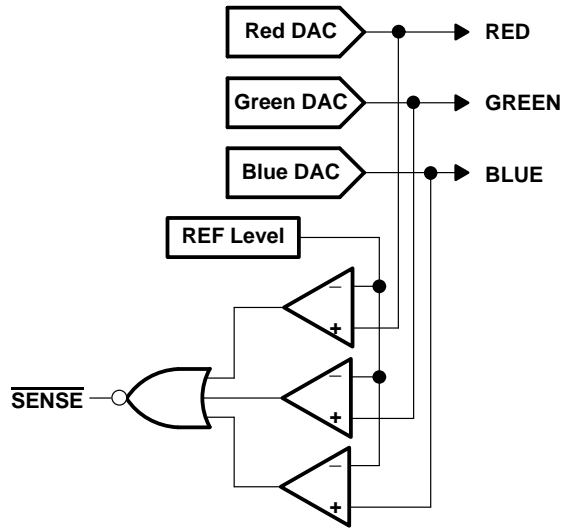 Red DAC
RED
Green DAC
GREEN
Blue DAC
BLUE
REF Level
−
+
−
+
SENSE
−
+